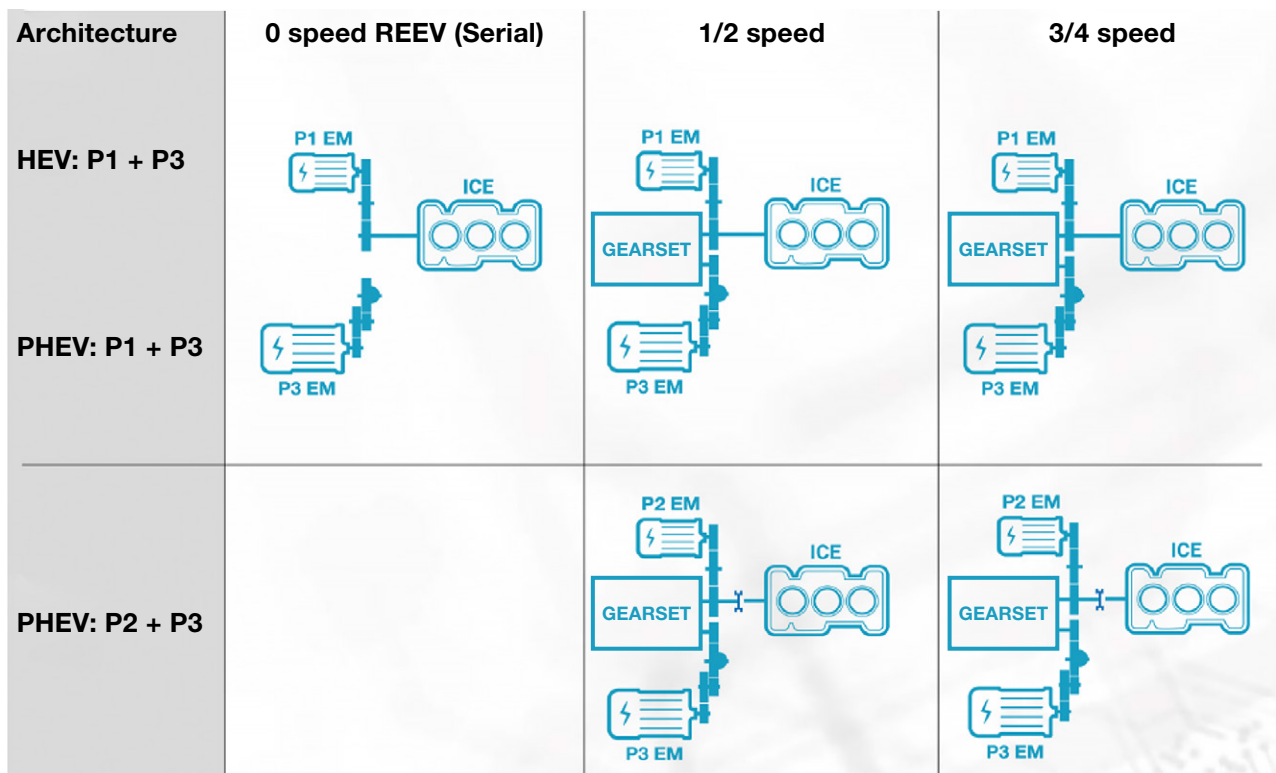 Architecture
0 speed REEV (Serial)
1/2 speed
3/4 speed
HEV: P1 + P3
PHEV: P1 + P3
P1 EM
ICE
P3 EM
P1 EM
ICE
GEARSET
P3 EM
P1 EM
ICE
GEARSET
P3 EM
PHEV: P2 + P3
P2 EM
ICE
GEARSET
P3 EM
P2 EM
ICE
GEARSET
P3 EM